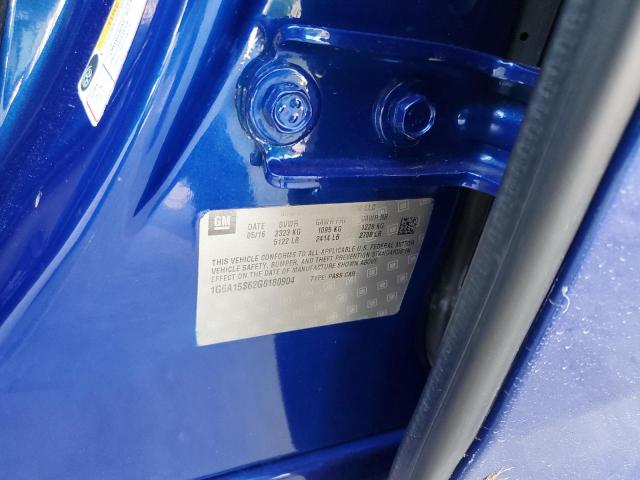 GM
DATE GVWR GAWR FRT GAWR RR
05/16 2323 KG 1095 KG 1228 KG
5122 LB 2414 LB 2708 LB
THIS VEHICLE CONFORMS TO ALL APPLICABLE U.S. FEDERAL MOTOR
VEHICLE SAFETY, BUMPER, AND THEFT PREVENTION STANDARDS IN
EFFECT ON THE DATE OF MANUFACTURE SHOWN ABOVE.
1G6A15S62G0180904 TYPE: PASS CAR